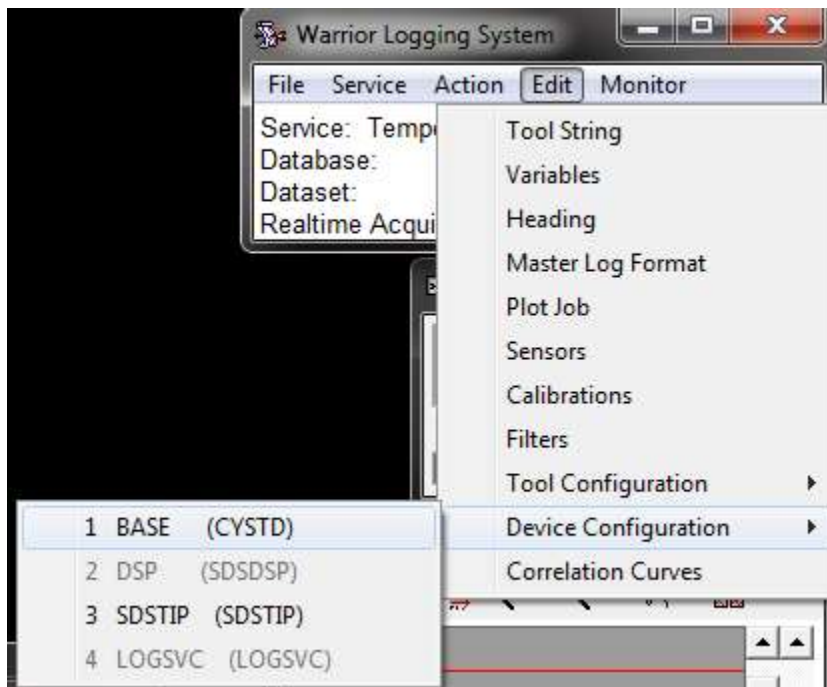 Warrior Logging System
File Service Action Edit Monitor
Service: Temp
Database:
Dataset:
Realtime Acqui
Tool String
Variables
Heading
Master Log Format
Plot Job
Sensors
Calibrations
Filters
Tool Configuration
Device Configuration
Correlation Curves
1 BASE (CYSTD)
2 DSP (SDSDSP)
3 SDSTIP (SDSTIP)
4 LOGSVC (LOGSVC)